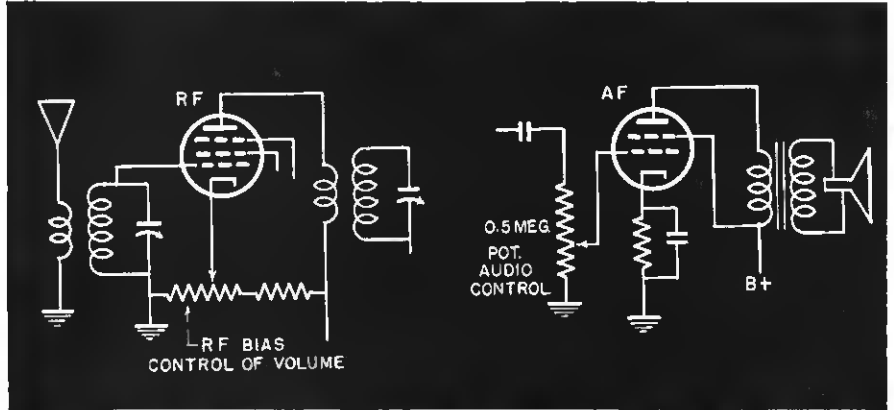 RF
RF BIAS
CONTROL OF VOLUME
AF
0.5 MEG.
POT.
AUDIO
CONTROL
B+